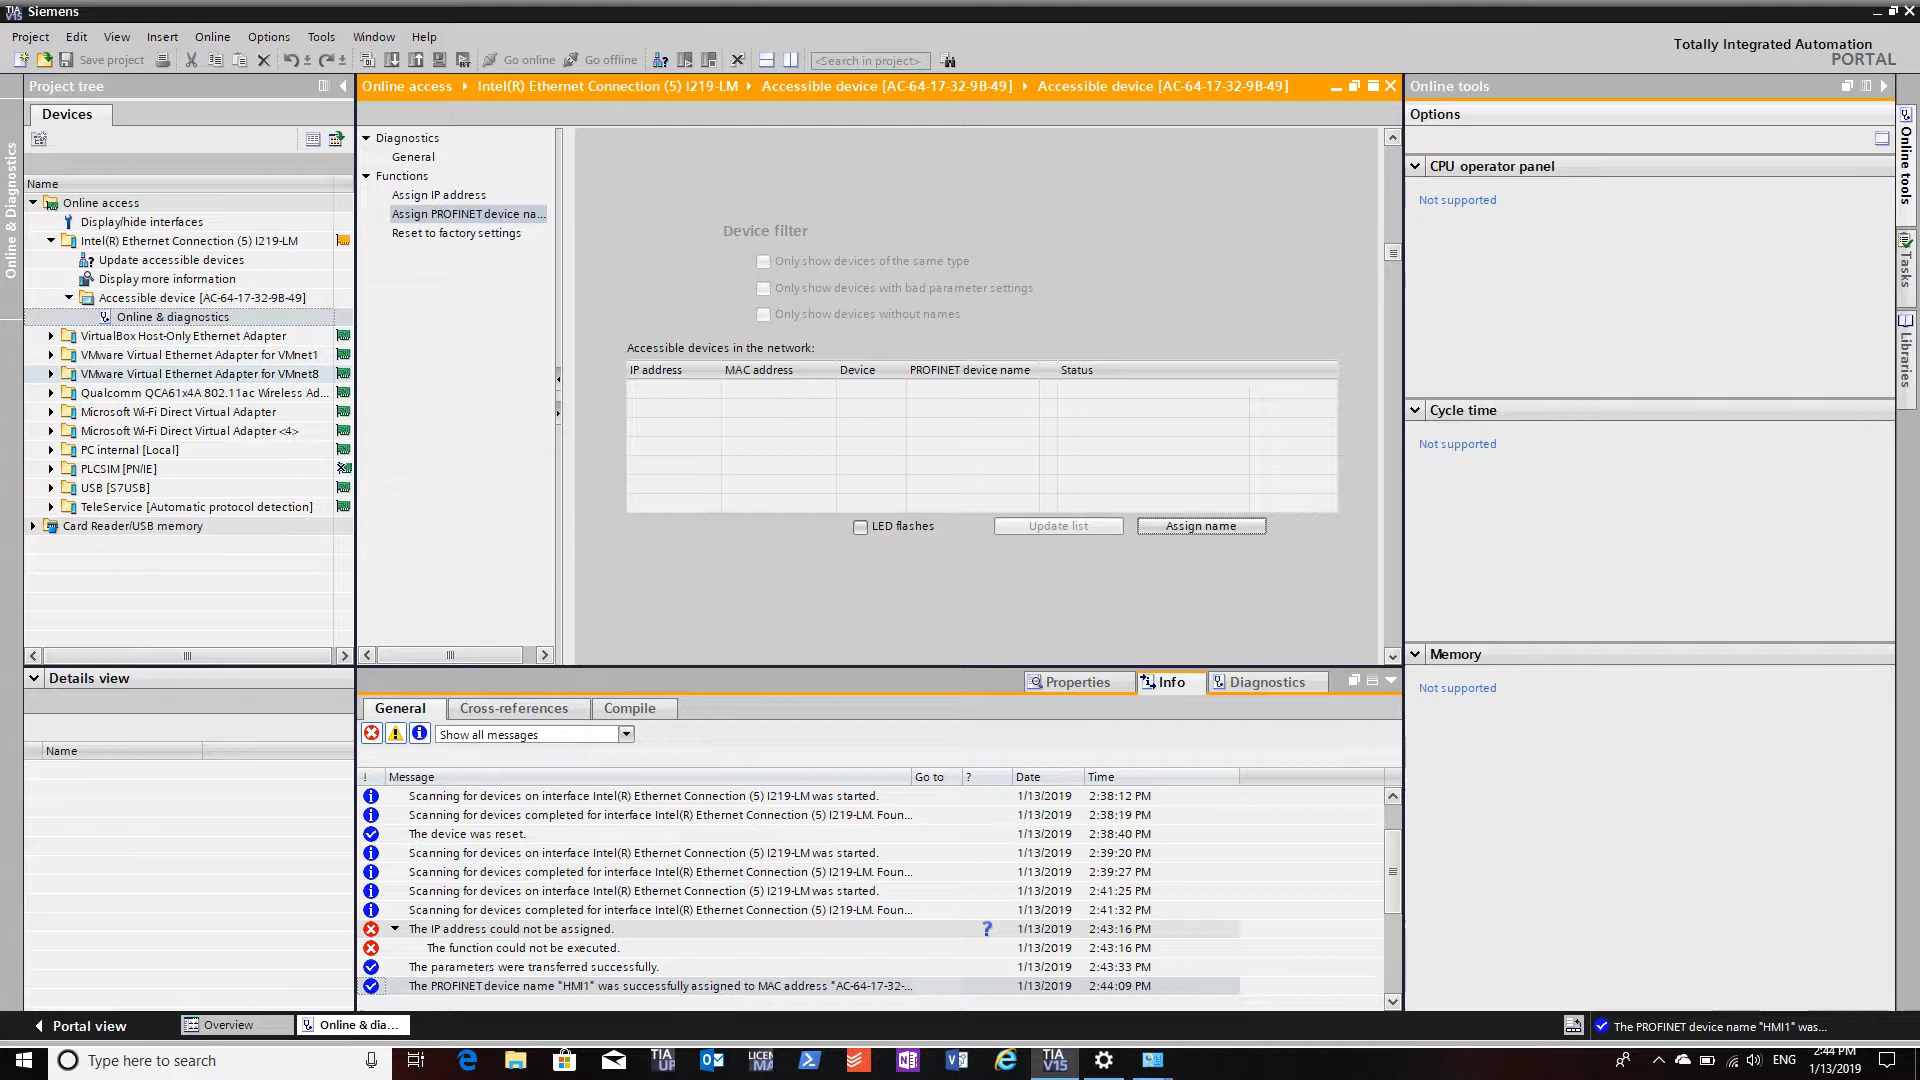 TIA V15 Siemens
Project Edit View Insert Online Options Tools Window Help
Totally Integrated Automation
PORTAL
Save project Go online Go offline <Search in project>
Project tree
Devices
Online & Diagnostics
Name
Online access
Display/hide interfaces
Intel(R) Ethernet Connection (5) I219-LM
Update accessible devices
Display more information
Accessible device [AC-64-17-32-9B-49]
Online & diagnostics
VirtualBox Host-Only Ethernet Adapter
VMware Virtual Ethernet Adapter for VMnet1
VMware Virtual Ethernet Adapter for VMnet8
Qualcomm QCA61x4A 802.11ac Wireless Ad...
Microsoft Wi-Fi Direct Virtual Adapter
Microsoft Wi-Fi Direct Virtual Adapter <4>
PC internal [Local]
PLCSIM [PN/IE]
USB [S7USB]
TeleService [Automatic protocol detection]
Card Reader/USB memory
Details view
Name
Online access Intel(R) Ethernet Connection (5) I219-LM Accessible device [AC-64-17-32-9B-49] Accessible device [AC-64-17-32-9B-49]
Diagnostics
General
Functions
Assign IP address
Assign PROFINET device na...
Reset to factory settings
Device filter
Only show devices of the same type
Only show devices with bad parameter settings
Only show devices without names
Accessible devices in the network:
IP address MAC address Device PROFINET device name Status
LED flashes Update list Assign name
Properties Info Diagnostics
General Cross-references Compile
Show all messages
! Message Go to ? Date Time
Scanning for devices on interface Intel(R) Ethernet Connection (5) I219-LM was started. 1/13/2019 2:38:12 PM
Scanning for devices completed for interface Intel(R) Ethernet Connection (5) I219-LM. Foun... 1/13/2019 2:38:19 PM
The device was reset. 1/13/2019 2:38:40 PM
Scanning for devices on interface Intel(R) Ethernet Connection (5) I219-LM was started. 1/13/2019 2:39:20 PM
Scanning for devices completed for interface Intel(R) Ethernet Connection (5) I219-LM. Foun... 1/13/2019 2:39:27 PM
Scanning for devices on interface Intel(R) Ethernet Connection (5) I219-LM was started. 1/13/2019 2:41:25 PM
Scanning for devices completed for interface Intel(R) Ethernet Connection (5) I219-LM. Foun... 1/13/2019 2:41:32 PM
The IP address could not be assigned. ? 1/13/2019 2:43:16 PM
The function could not be executed. 1/13/2019 2:43:16 PM
The parameters were transferred successfully. 1/13/2019 2:43:33 PM
The PROFINET device name "HMI1" was successfully assigned to MAC address "AC-64-17-32-... 1/13/2019 2:44:09 PM
Online tools
Options
CPU operator panel
Not supported
Cycle time
Not supported
Memory
Not supported
Online tools
Tasks
Libraries
Portal view Overview Online & dia... The PROFINET device name "HMI1" was...
Type here to search TIA UP LICEN MA TIA V15 ENG 2:44 PM
1/13/2019